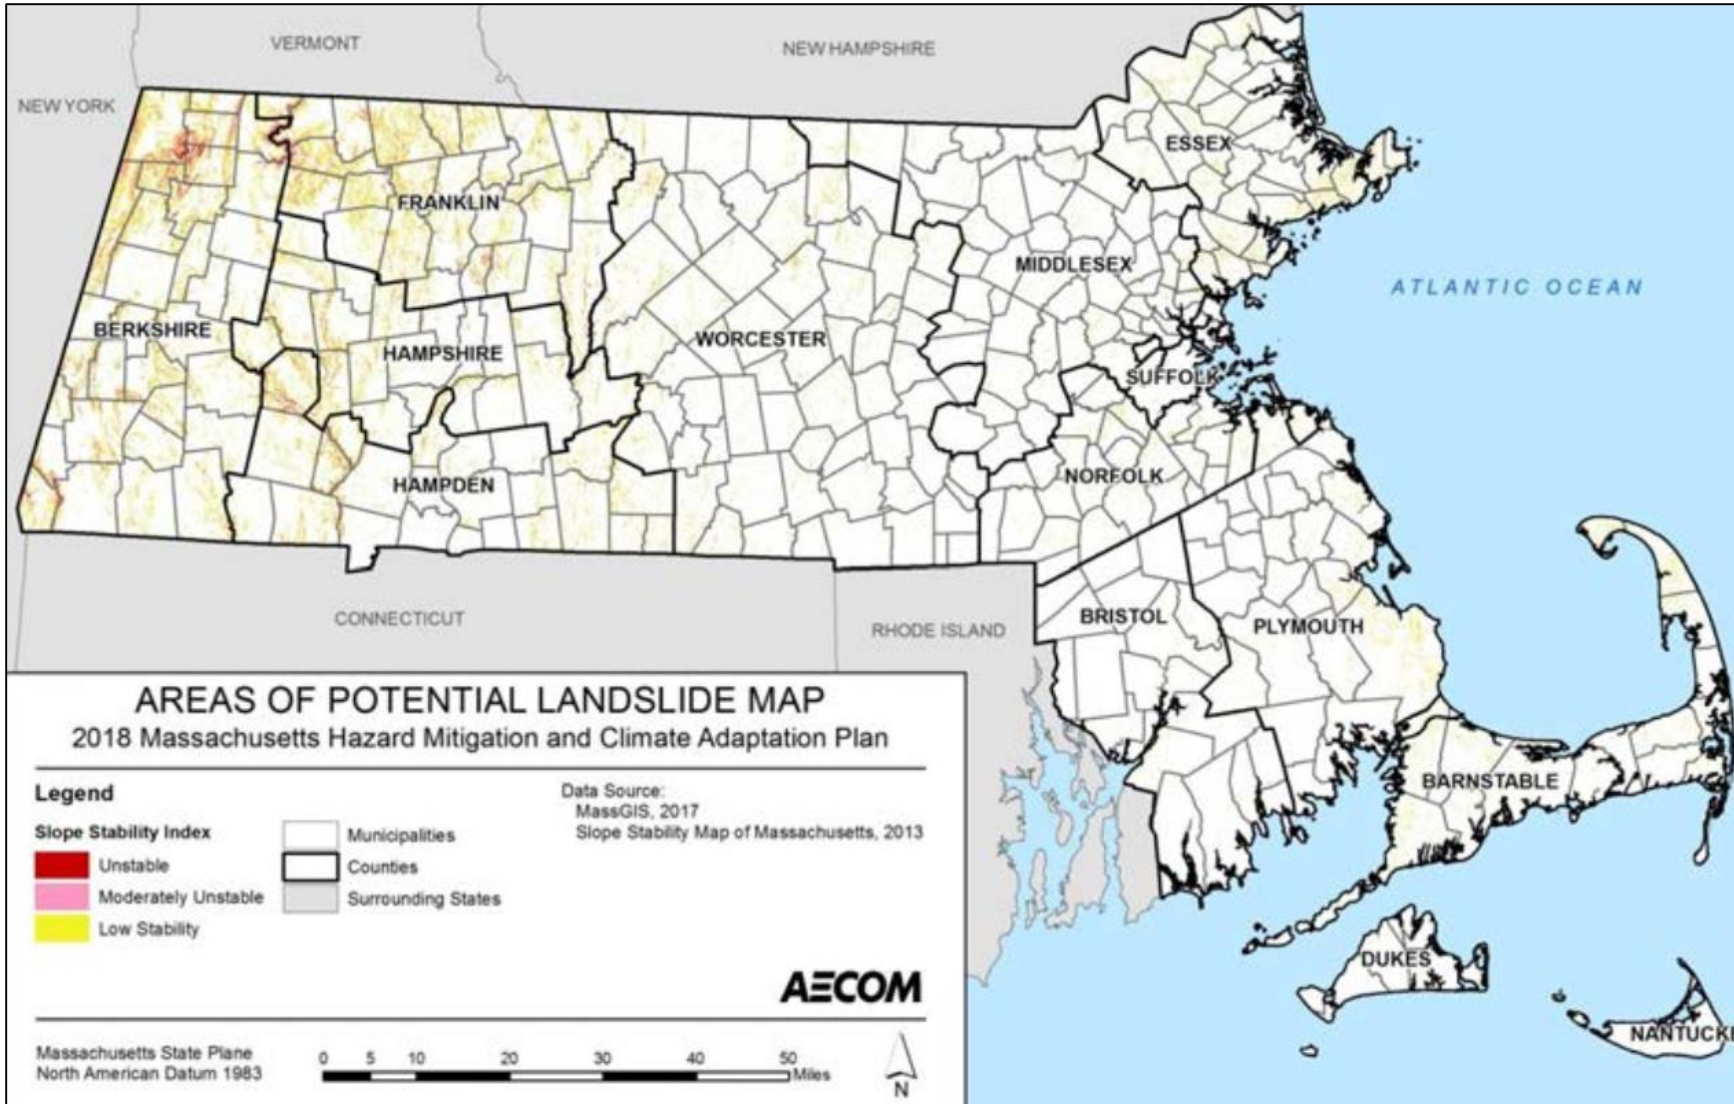 VERMONT
NEW HAMPSHIRE
NEW YORK
ESSEX
FRANKLIN
MIDDLESEX
ATLANTIC OCEAN
BERKSHIRE
WORCESTER
HAMPSHIRE
SUFFOLK
NORFOLK
HAMPDEN
CONNECTICUT
RHODE ISLAND
BRISTOL
PLYMOUTH
BARNSTABLE
DUKES
NANTUCKE
AREAS OF POTENTIAL LANDSLIDE MAP
2018 Massachusetts Hazard Mitigation and Climate Adaptation Plan
Legend
Slope Stability Index
Unstable
Moderately Unstable
Low Stability
Municipalities
Counties
Surrounding States
Data Source:
MassGIS, 2017
Slope Stability Map of Massachusetts, 2013
AECOM
Massachusetts State Plane
North American Datum 1983
0 5 10 20 30 40 50
Miles
N